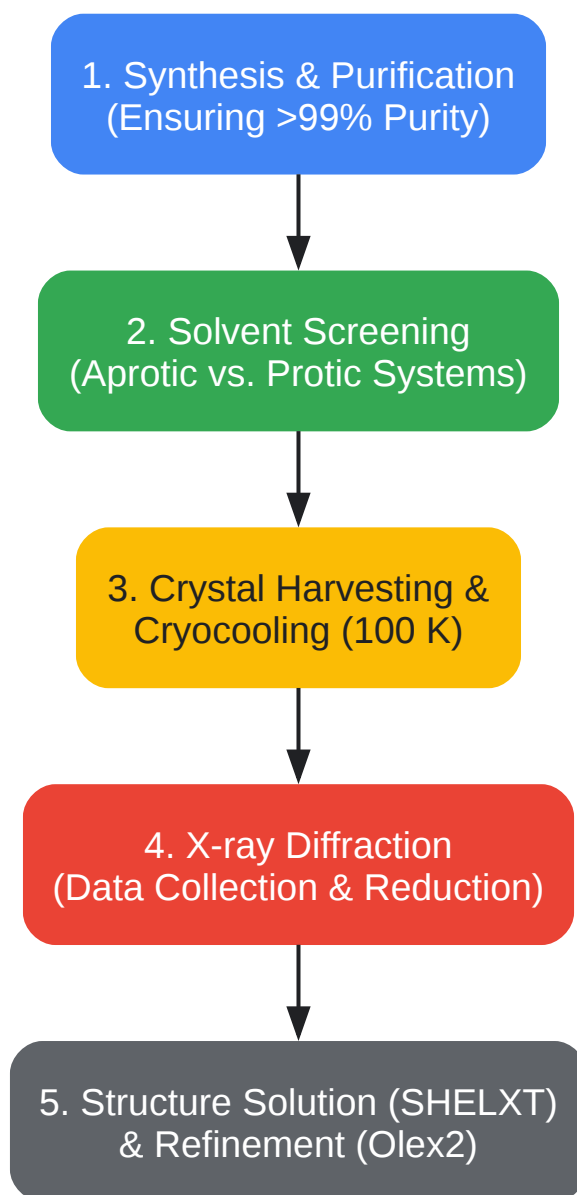 1. Synthesis & Purification
(Ensuring >99% Purity)
2. Solvent Screening
(Aprotic vs. Protic Systems)
3. Crystal Harvesting &
Cryocooling (100 K)
4. X-ray Diffraction
(Data Collection & Reduction)
5. Structure Solution (SHELXT)
& Refinement (Olex2)